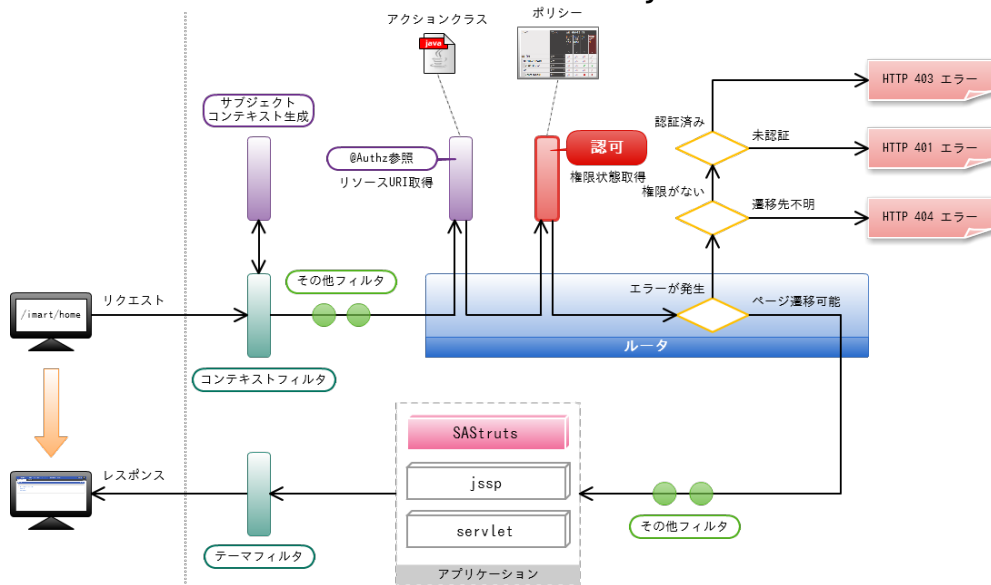 アクションクラス
ポリシー
java
HTTP 403 エラー
サブジェクト
コンテキスト生成
認証済み
未認証
HTTP 401 エラー
@Authz参照
認可
リソースURI取得
権限状態取得
権限がない
遷移先不明
HTTP 404 エラー
その他フィルタ
エラーが発生
ページ遷移可能
リクエスト
/imart/home
ルータ
コンテキストフィルタ
SAStruts
レスポンス
jssp
servlet
その他フィルタ
テーマフィルタ
アプリケーション